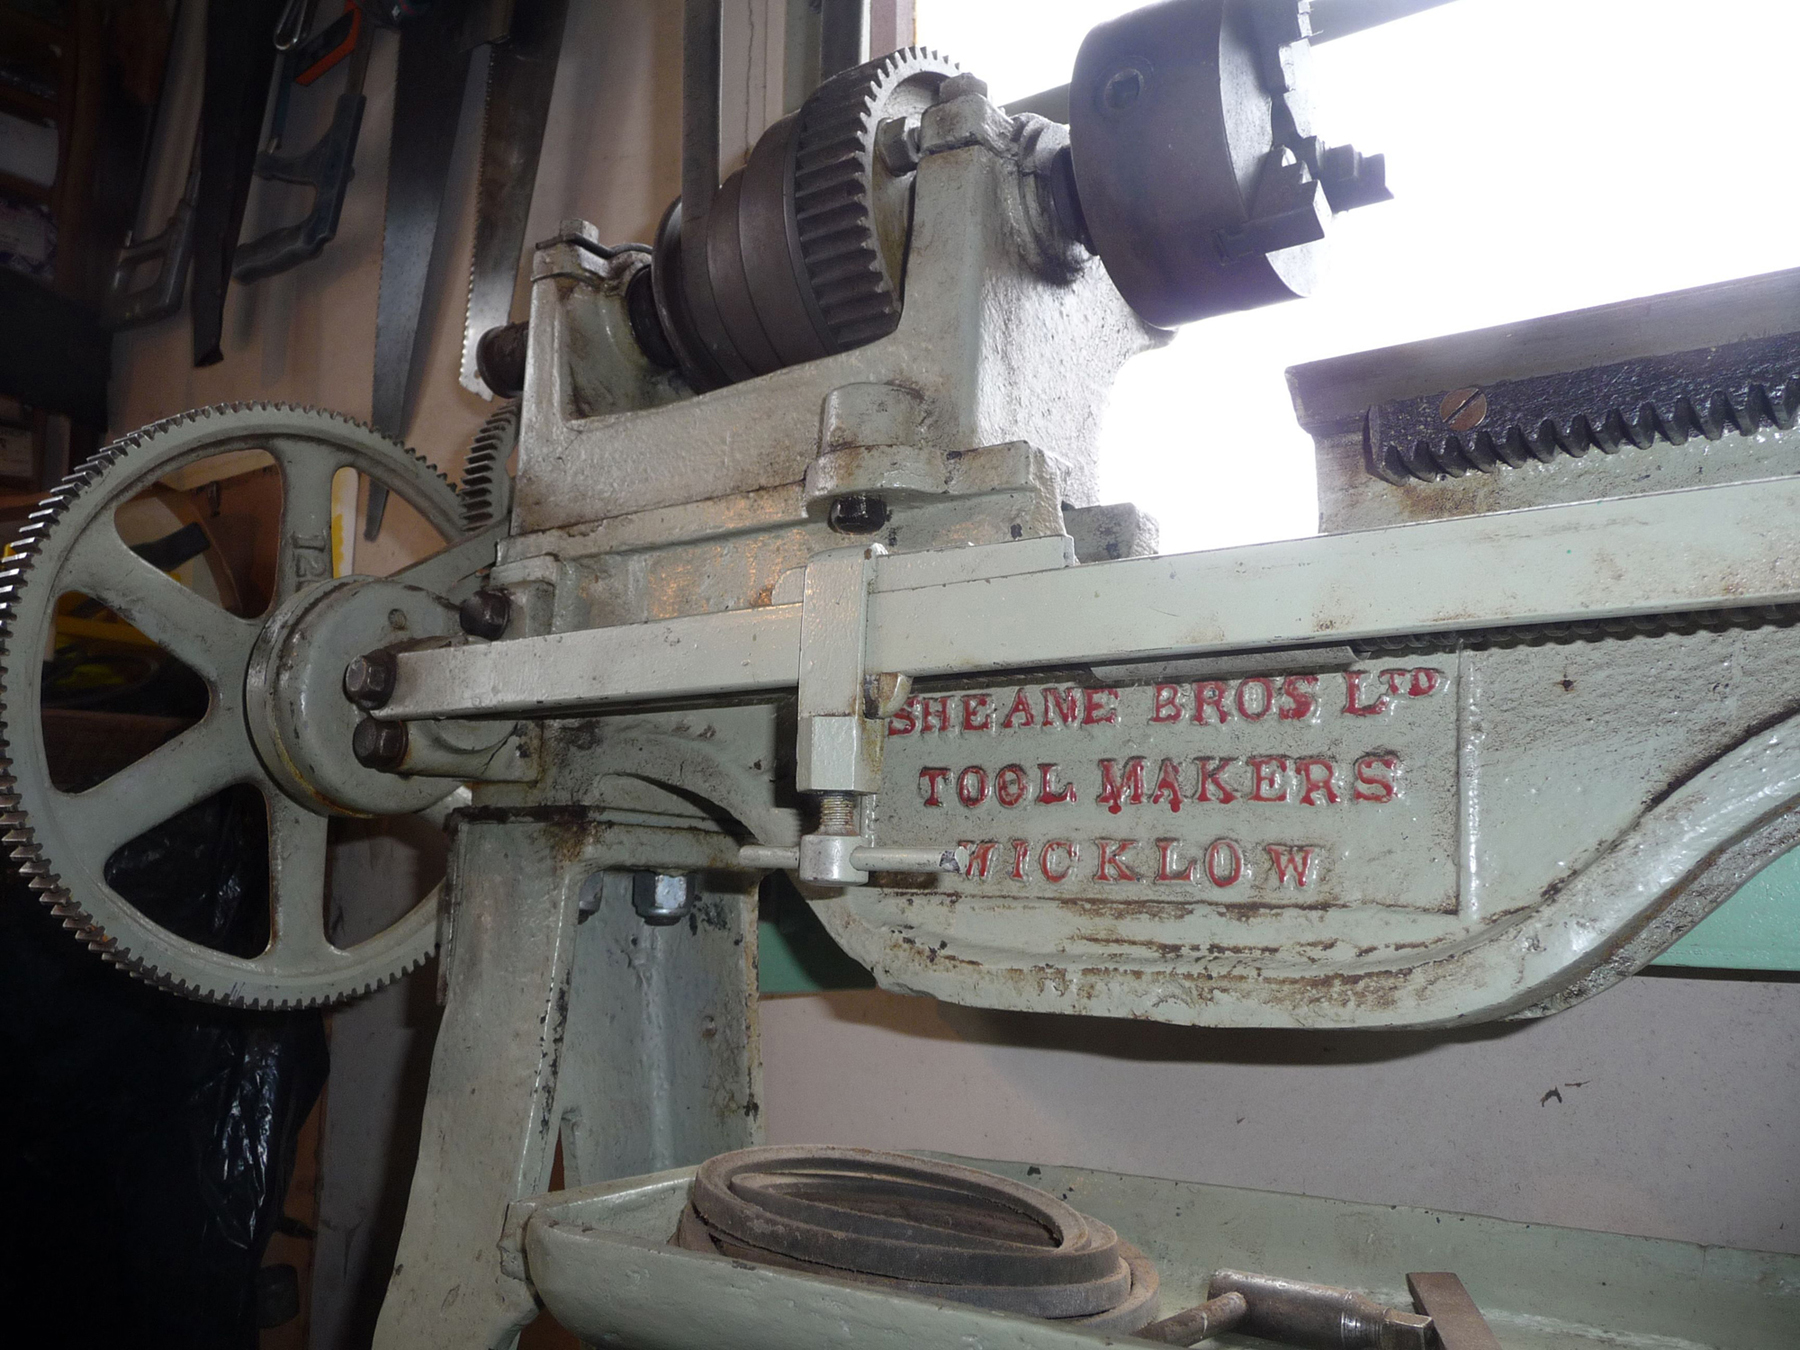 SHEANE BROS LTD
TOOL MAKERS
WICKLOW